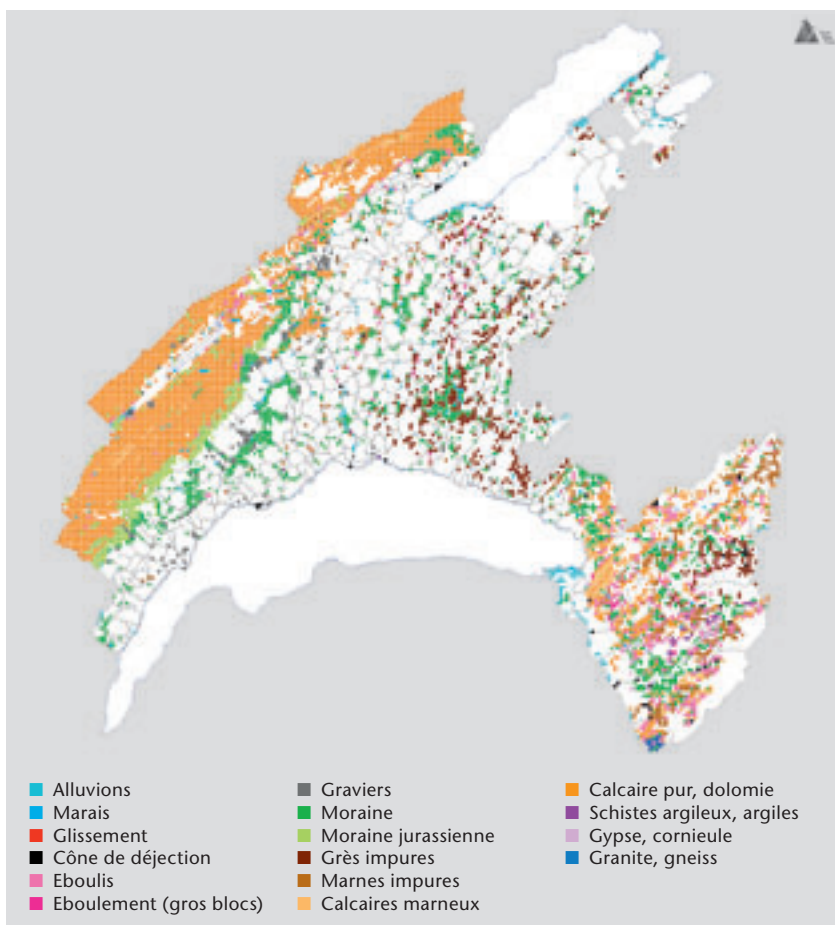 Alluvions
Marais
Glissement
Cône de déjection
Eboulis
Eboulement (gros blocs)
Graviers
Moraine
Moraine jurassienne
Grès impures
Marnes impures
Calcaires marneux
Calcaire pur, dolomie
Schistes argileux, argiles
Gypse, cornieule
Granite, gneiss